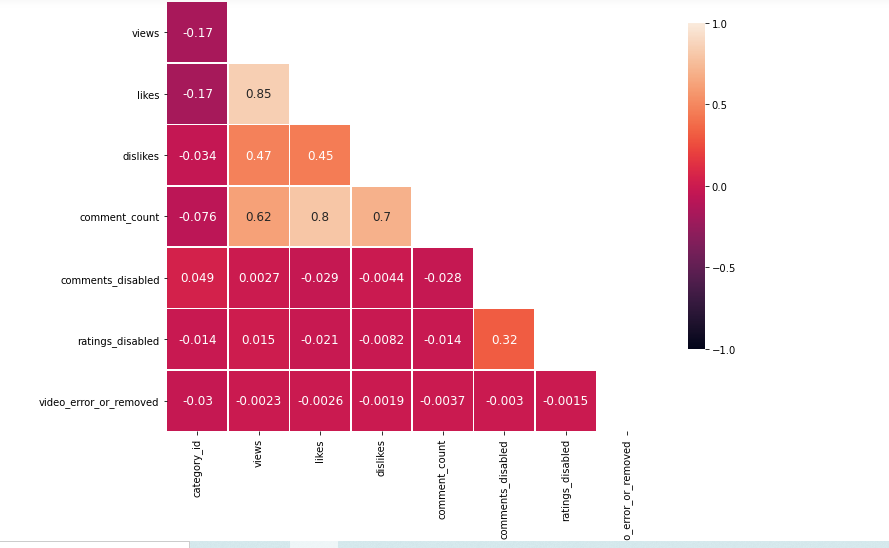 views
-0.17
likes
-0.17 0.85
dislikes
-0.034 0.47 0.45
comment_count
-0.076 0.62 0.8 0.7
comments_disabled
0.049 0.0027 -0.029 -0.0044 -0.028
ratings_disabled
-0.014 0.015 -0.021 -0.0082 -0.014 0.32
video_error_or_removed
-0.03 -0.0023 -0.0026 -0.0019 -0.0037 -0.003 -0.0015
category_id
views
likes
dislikes
comment_count
comments_disabled
ratings_disabled
o_error_or_removed
1.0
0.5
0.0
-0.5
-1.0